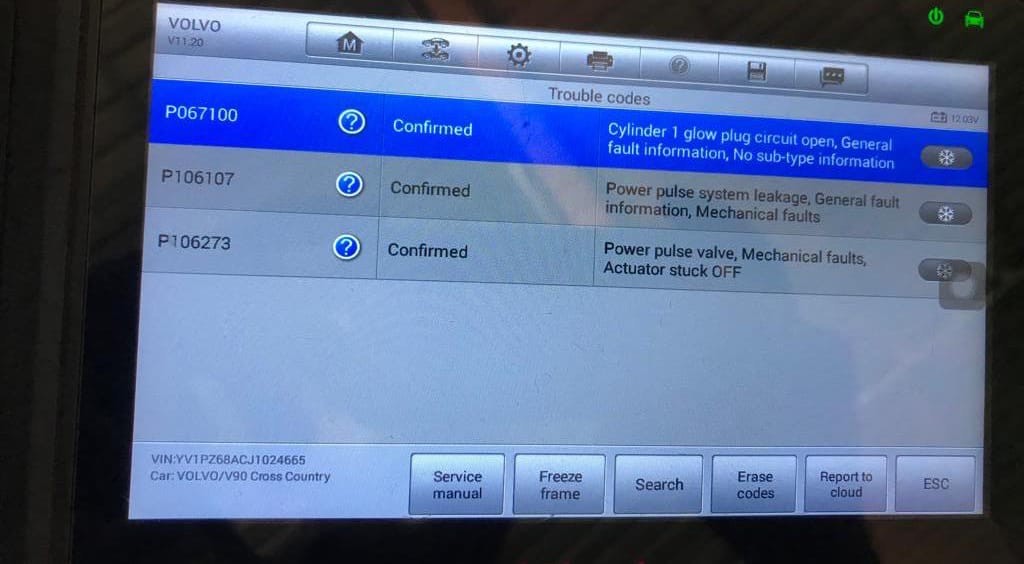 VOLVO
V11.20
M
Trouble codes
12.03V
P067100
?
Confirmed
Cylinder 1 glow plug circuit open, General
fault information, No sub-type information
P106107
?
Confirmed
Power pulse system leakage, General fault
information, Mechanical faults
P106273
?
Confirmed
Power pulse valve, Mechanical faults,
Actuator stuck OFF
VIN:YV1PZ68ACJ1024665
Car: VOLVO/V90 Cross Country
Service
manual
Freeze
frame
Search
Erase
codes
Report to
cloud
ESC